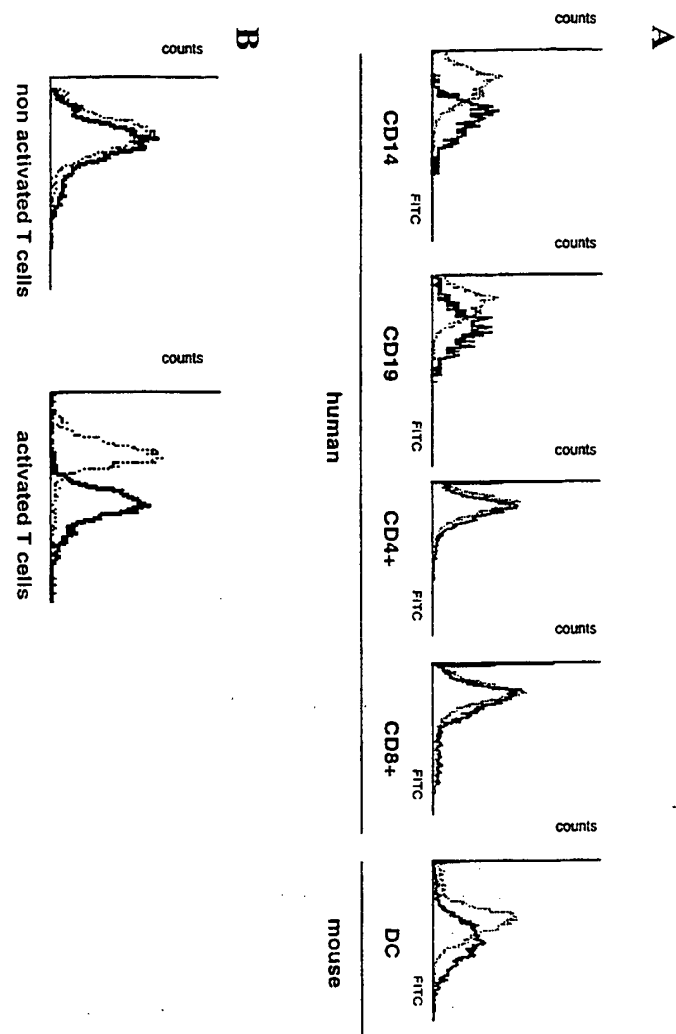 A
counts
counts
counts
counts
counts
FITC
FITC
FITC
FITC
FITC
CD14
CD19
CD4+
CD8+
DC
human
mouse
B
counts
counts
non activated T cells
activated T cells